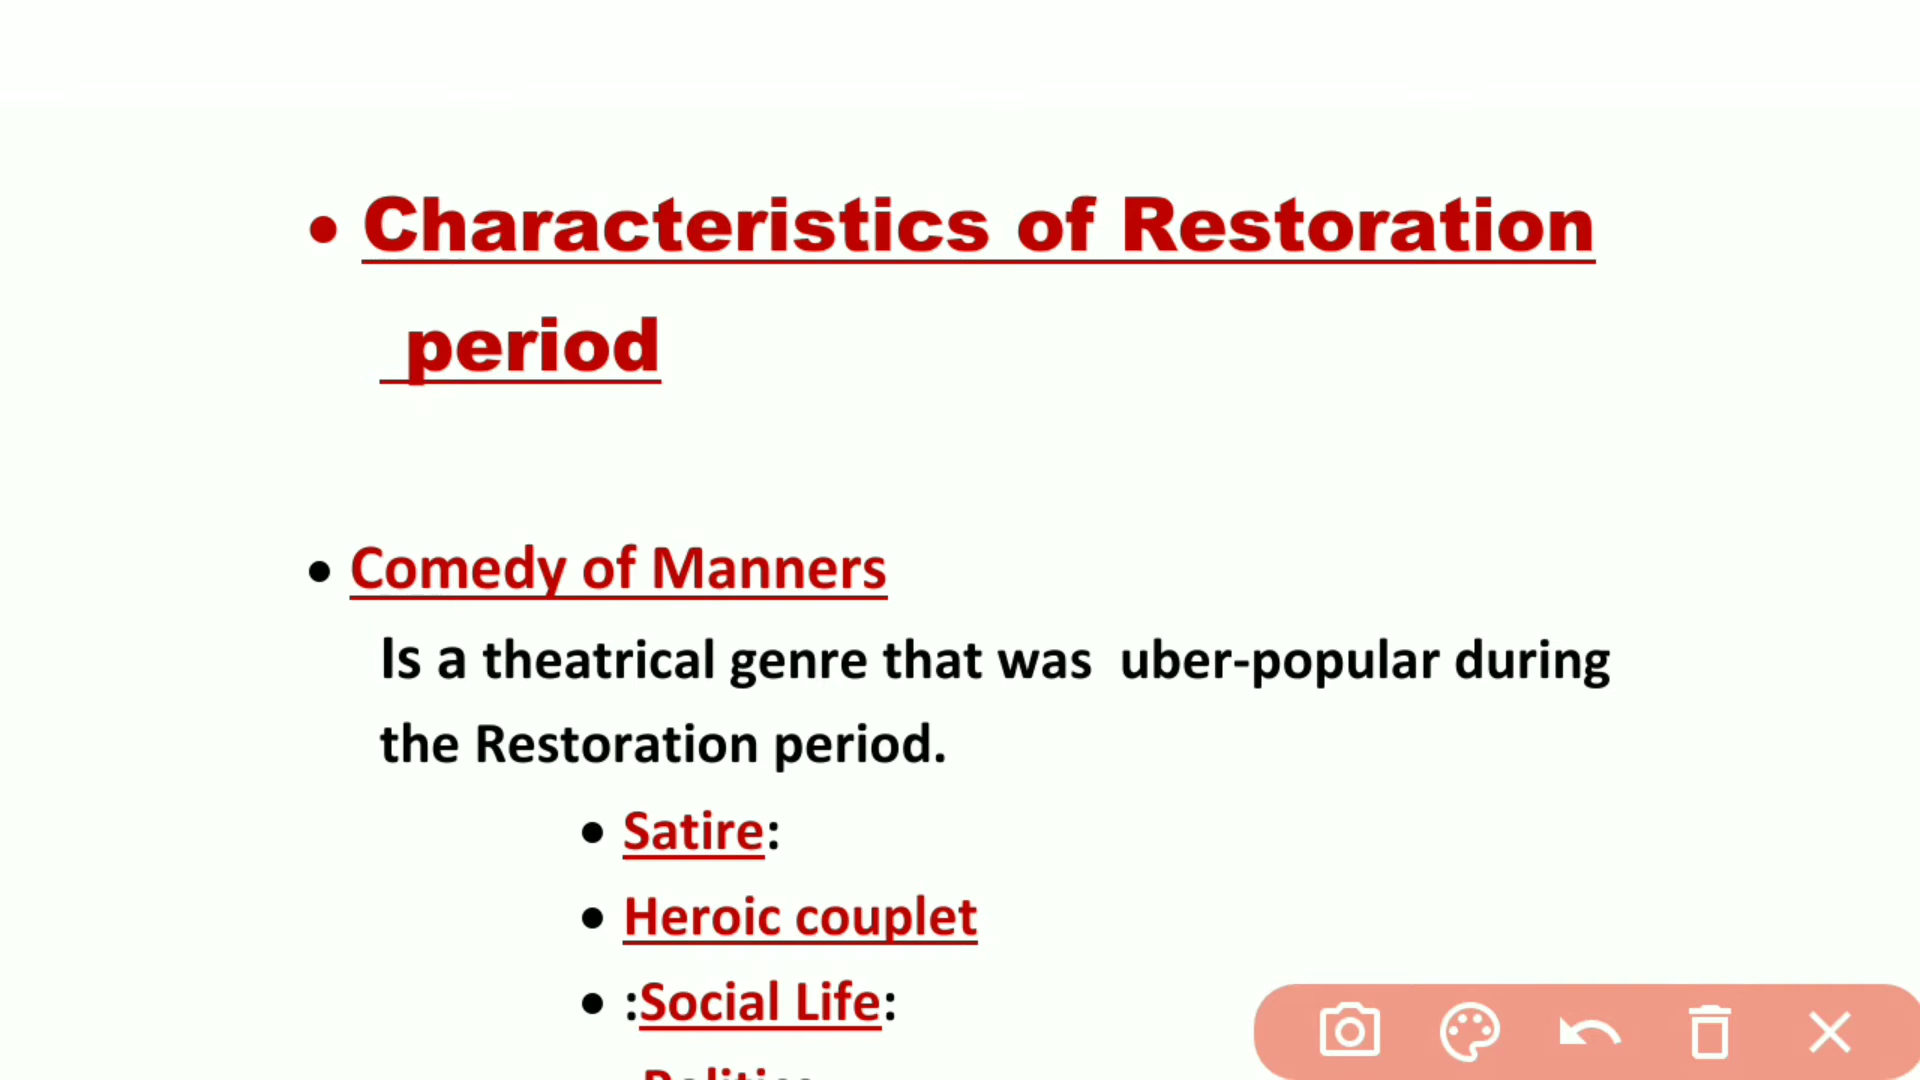 • Characteristics of Restoration
period
• Comedy of Manners
Is a theatrical genre that was uber-popular during
the Restoration period.
• Satire:
• Heroic couplet
• :Social Life: